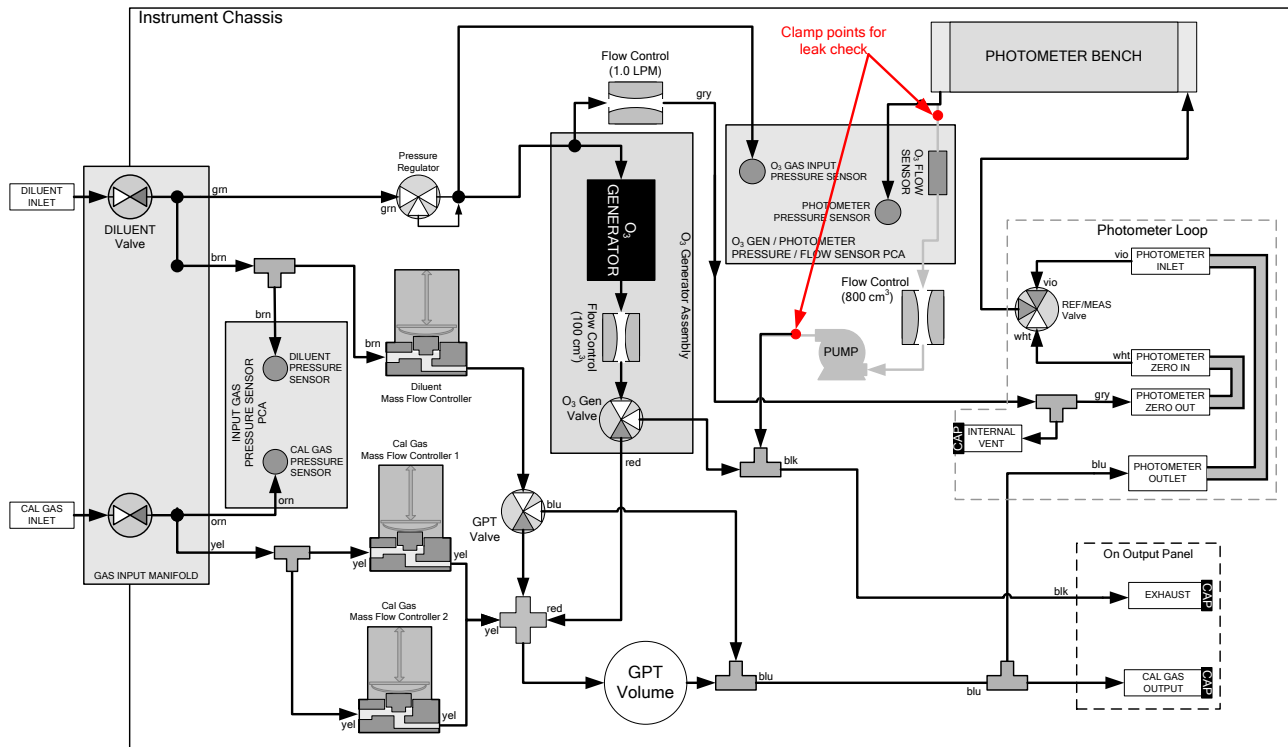 Instrument Chassis
Clamp points for
leak check
Flow Control
(1.0 LPM)
gry
PHOTOMETER BENCH
DILUENT
INLET
DILUENT
Valve
grn
Pressure
Regulator
grn
O3
GENERATOR
O3 Generator Assembly
O3 GAS INPUT
PRESSURE SENSOR
O3 FLOW
SENSOR
PHOTOMETER
PRESSURE SENSOR
O3 GEN / PHOTOMETER
PRESSURE / FLOW SENSOR PCA
Photometer Loop
vio
PHOTOMETER
INLET
vio
REF/MEAS
Valve
wht
wht
PHOTOMETER
ZERO IN
gry
PHOTOMETER
ZERO OUT
CAP
INTERNAL
VENT
blu
PHOTOMETER
OUTLET
brn
brn
brn
DILUENT
PRESSURE
SENSOR
INPUT GAS
PRESSURE SENSOR
PCA
CAL GAS
PRESSURE
SENSOR
Diluent
Mass Flow Controller
Flow Control
(100 cm3)
O3 Gen
Valve
red
Flow Control
(800 cm3)
PUMP
blk
CAL GAS
INLET
orn
orn
yel
GAS INPUT MANIFOLD
Cal Gas
Mass Flow Controller 1
yel
yel
GPT
Valve
blu
Cal Gas
Mass Flow Controller 2
yel
yel
yel
red
GPT
Volume
blu
blu
On Output Panel
blk
EXHAUST
CAP
CAL GAS
OUTPUT
CAP